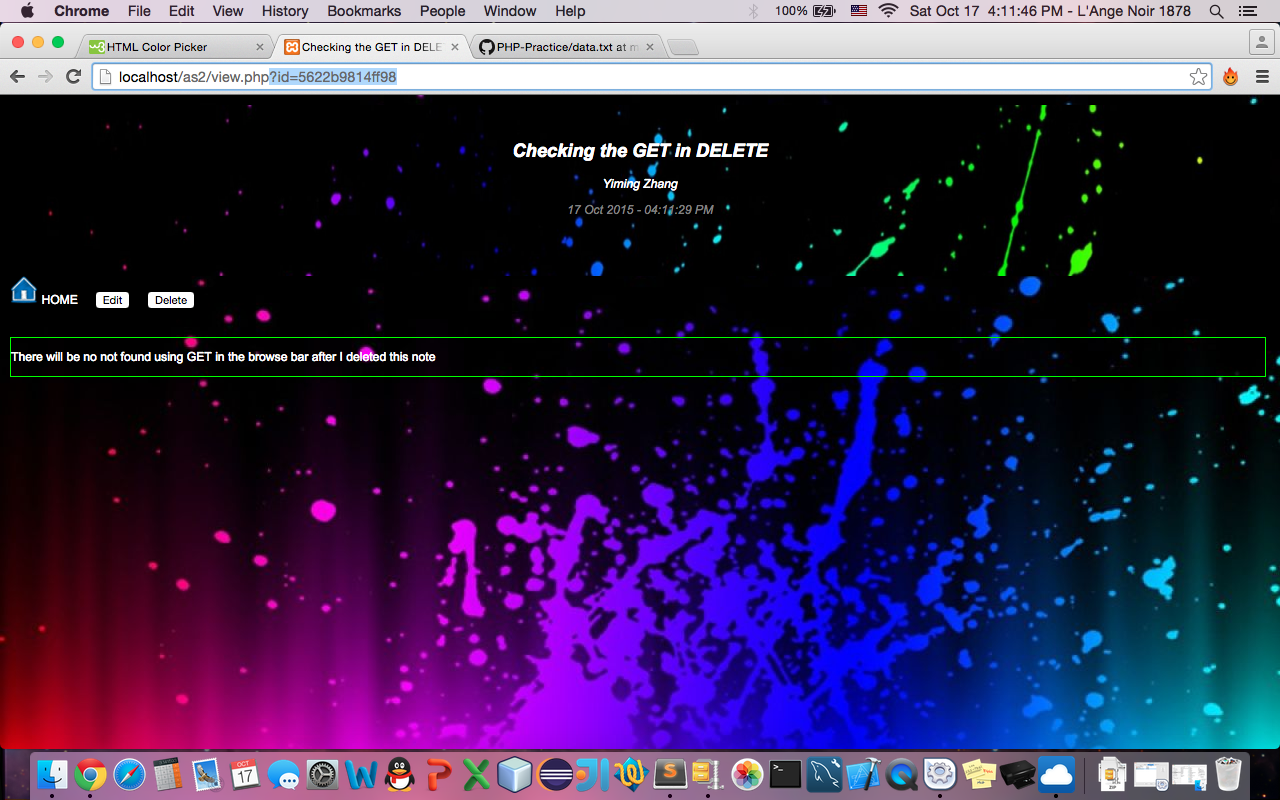 Chrome File Edit View History Bookmarks People Window Help 100% Sat Oct 17 4:11:46 PM - L'Ange Noir 1878
w3 HTML Color Picker × Checking the GET in DELE × PHP-Practice/data.txt at m ×
localhost/as2/view.php?id=5622b9814ff98
Checking the GET in DELETE
Yiming Zhang
17 Oct 2015 - 04:11:29 PM
HOME Edit Delete
There will be no not found using GET in the browse bar after I deleted this note
OCT
17